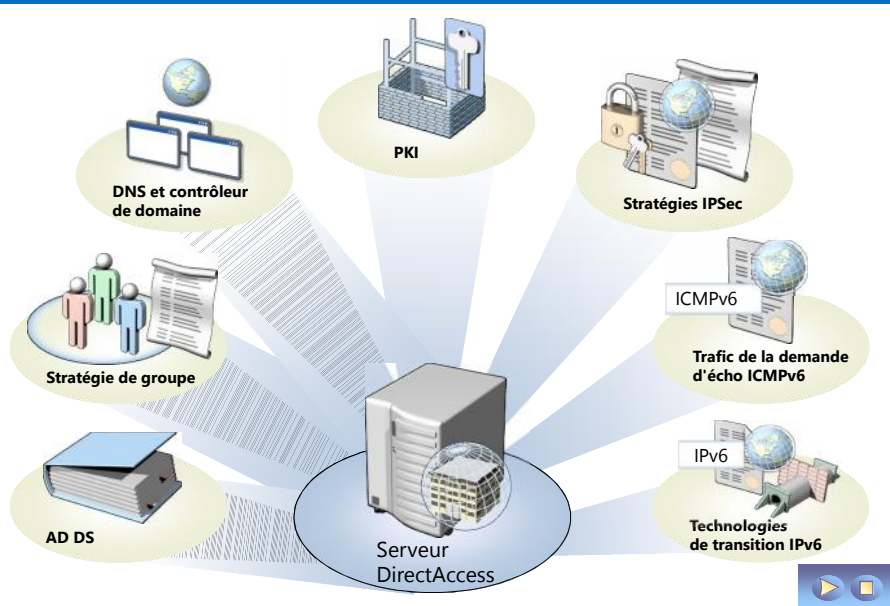 PKI
DNS et contrôleur
de domaine
Stratégies IPSec
ICMPv6
Trafic de la demande
d'écho ICMPv6
Stratégie de groupe
IPv6
Technologies
de transition IPv6
AD DS
Serveur
DirectAccess